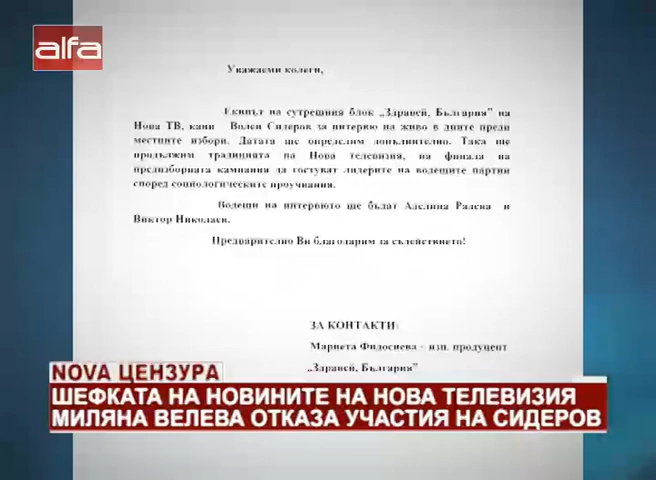 alfa
Уважаеми колеги,
Екипът на сутрешния блок „Здравей, България" на
Нова ТВ, кани Волен Сидеров за интервю на живо в дните преди
местните избори. Датата ще определим допълнително. Така ще
продължим традицията на Нова телевизия, на финала на
предизборната кампания да гостуват лидерите на водещите партии
според социологическите проучвания.
Водещи на интервюто ще бъдат Аделина Радева и
Виктор Николаев.
Предварително Ви благодарим за съдействието!
ЗА КОНТАКТИ:
Мариета – изп. продуцент
„Здравей, България"
NOVA ЦЕНЗУРА
ШЕФКАТА НА НОВИНИТЕ НА НОВА ТЕЛЕВИЗИЯ
МИЛЯНА ВЕЛЕВА ОТКАЗА УЧАСТИЯ НА СИДЕРОВ